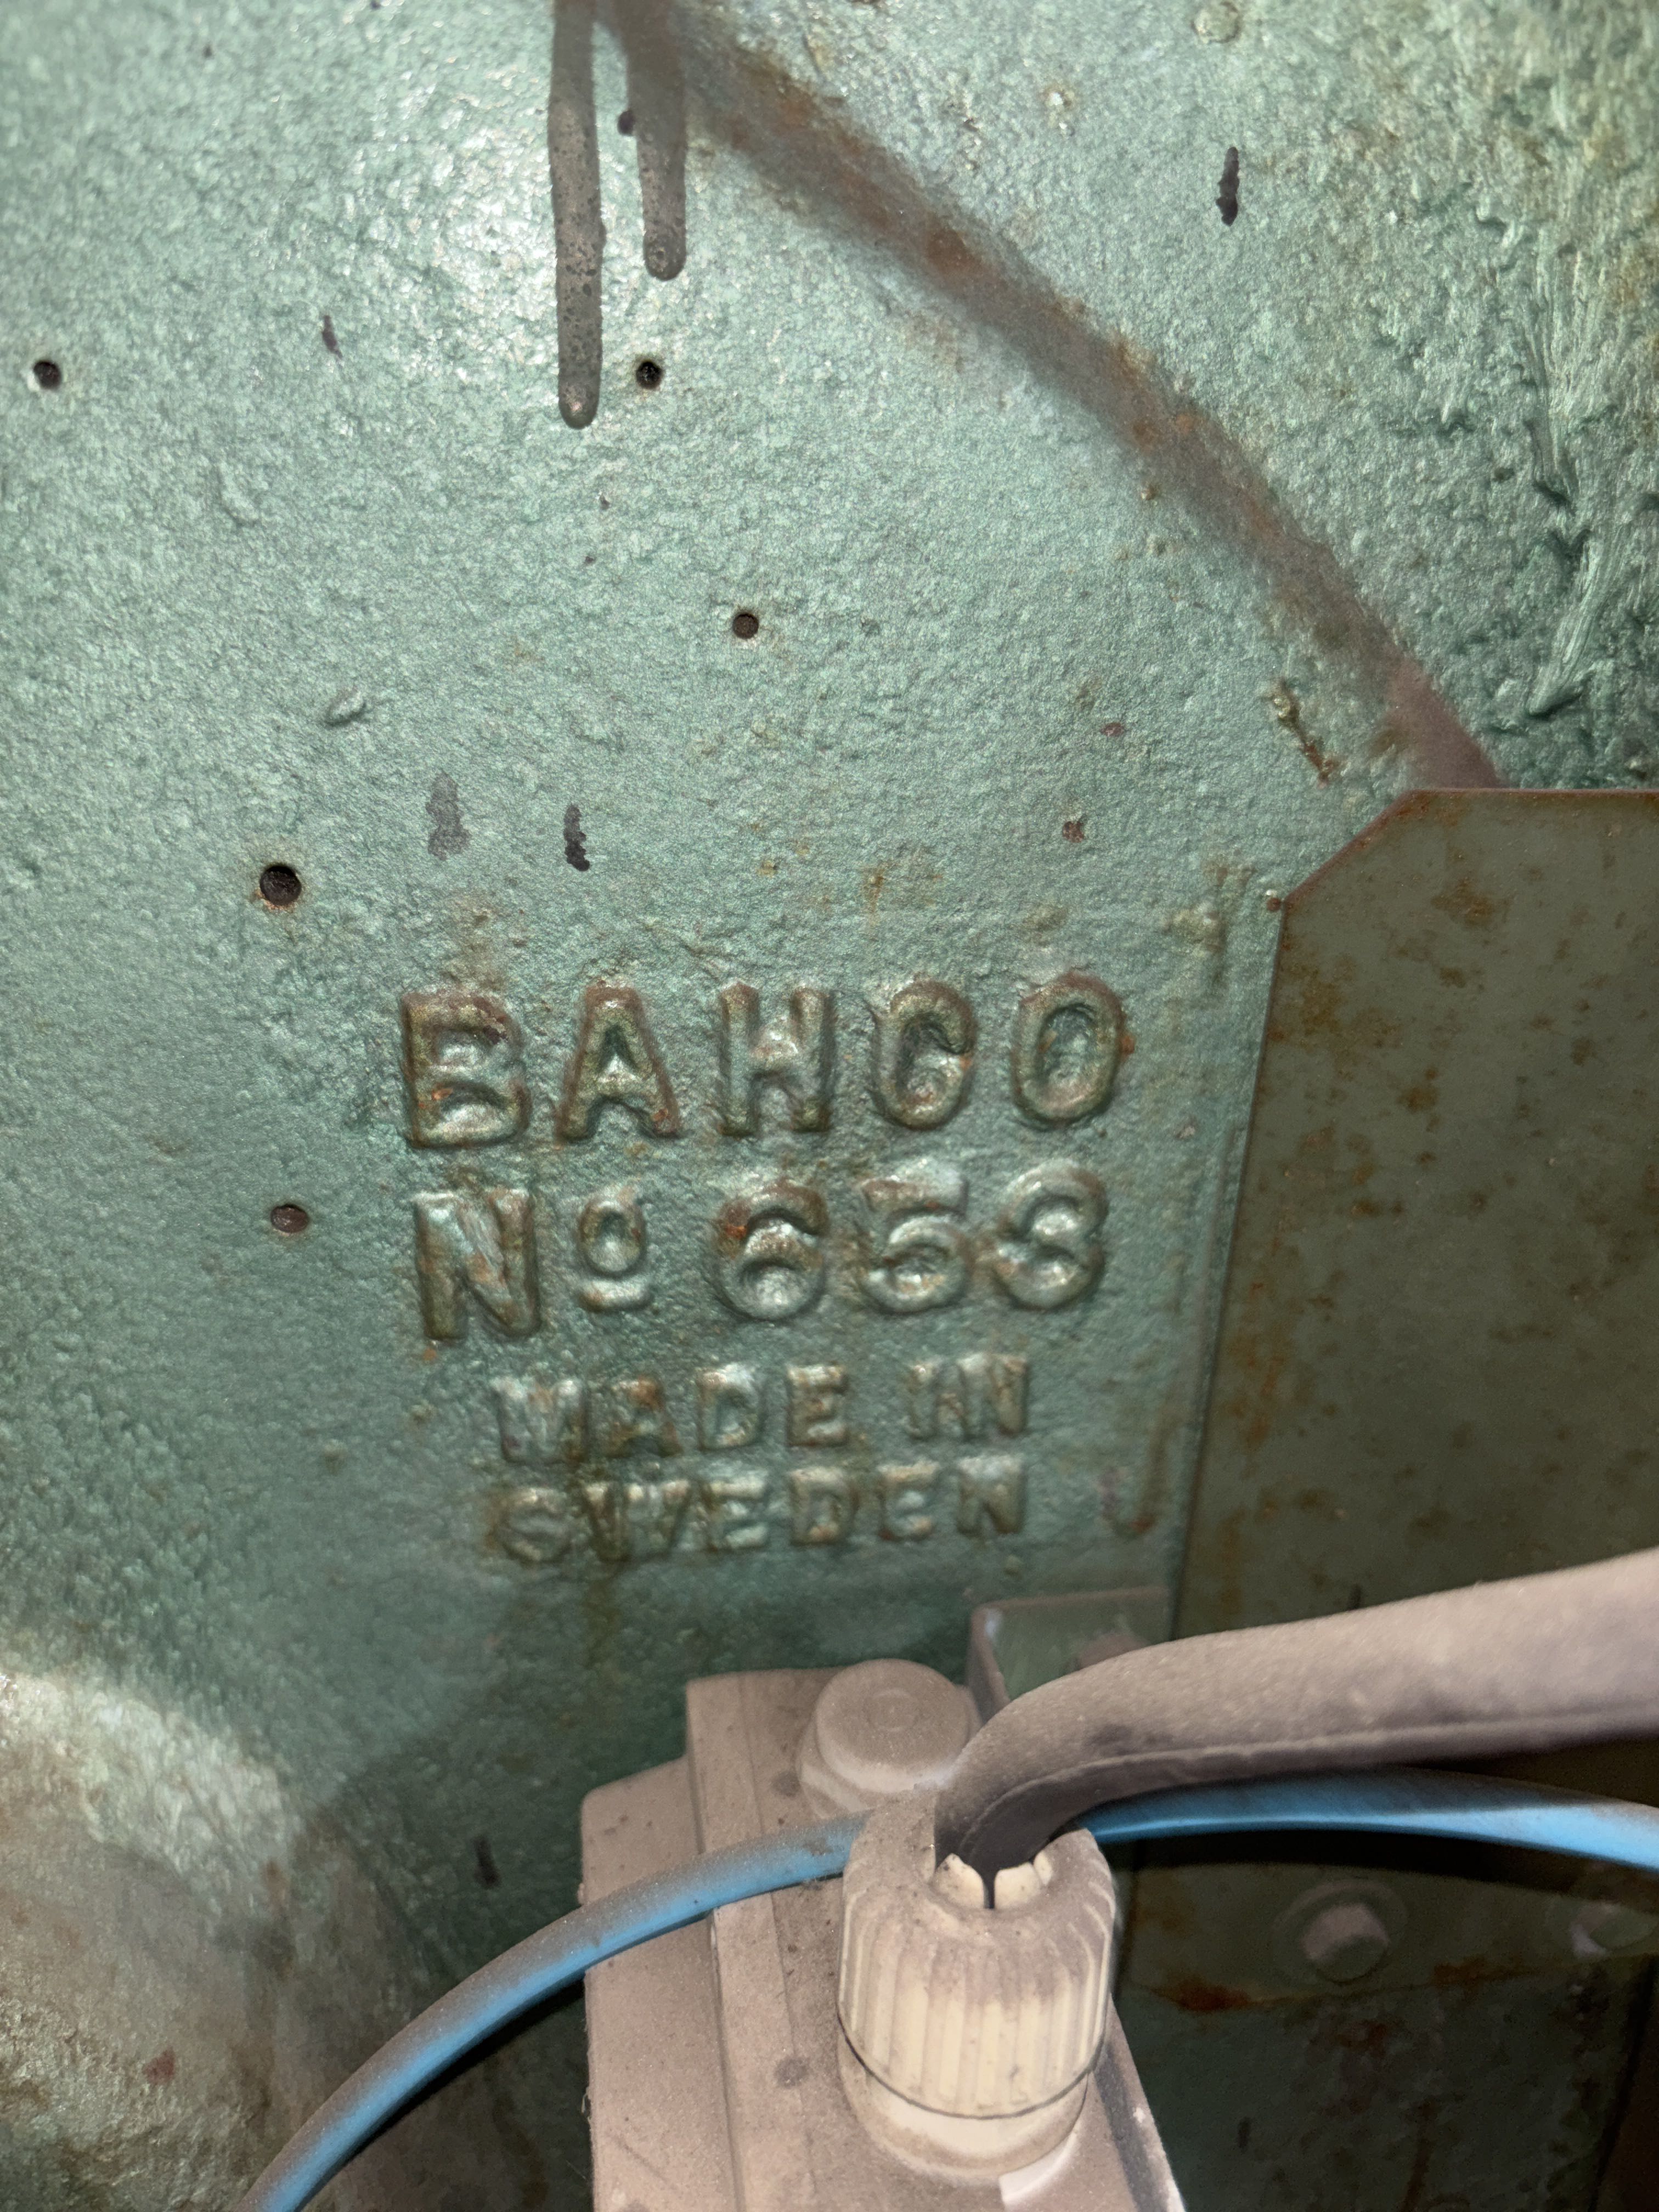 BAHCO
Nº 653
MADE IN
SWEDEN